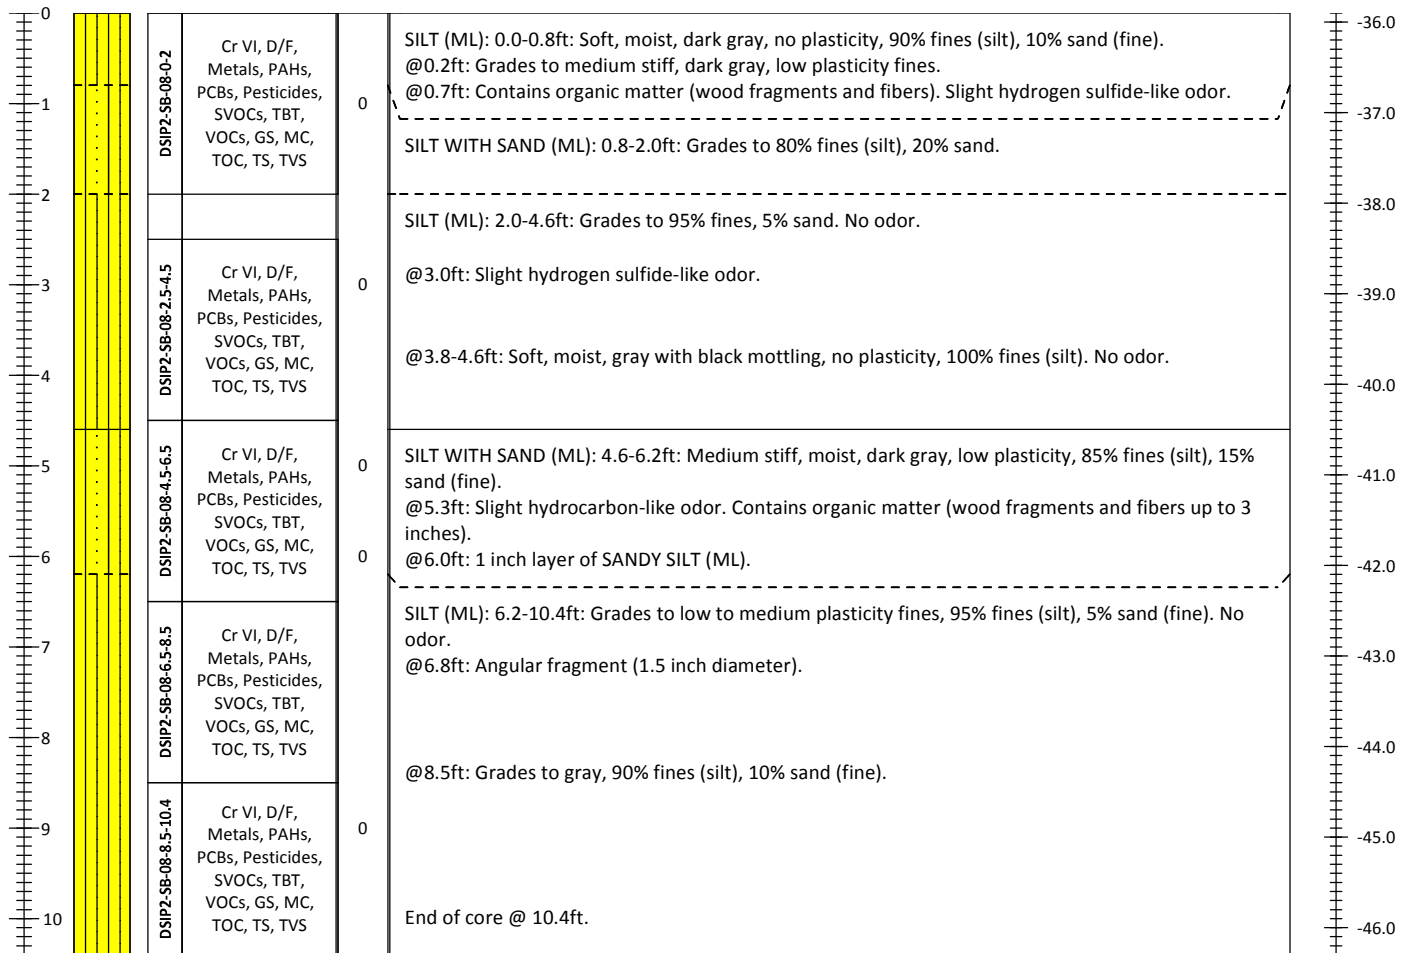 0
1
2
3
4
5
6
7
8
9
10
DSIP2-SB-08-0-2
Cr VI, D/F,
Metals, PAHs,
PCBs, Pesticides,
SVOCs, TBT,
VOCs, GS, MC,
TOC, TS, TVS
0
SILT (ML): 0.0-0.8ft: Soft, moist, dark gray, no plasticity, 90% fines (silt), 10% sand (fine).
@0.2ft: Grades to medium stiff, dark gray, low plasticity fines.
@0.7ft: Contains organic matter (wood fragments and fibers). Slight hydrogen sulfide-like odor.
SILT WITH SAND (ML): 0.8-2.0ft: Grades to 80% fines (silt), 20% sand.
SILT (ML): 2.0-4.6ft: Grades to 95% fines, 5% sand. No odor.
DSIP2-SB-08-2.5-4.5
Cr VI, D/F,
Metals, PAHs,
PCBs, Pesticides,
SVOCs, TBT,
VOCs, GS, MC,
TOC, TS, TVS
0
@3.0ft: Slight hydrogen sulfide-like odor.
@3.8-4.6ft: Soft, moist, gray with black mottling, no plasticity, 100% fines (silt). No odor.
DSIP2-SB-08-4.5-6.5
Cr VI, D/F,
Metals, PAHs,
PCBs, Pesticides,
SVOCs, TBT,
VOCs, GS, MC,
TOC, TS, TVS
0
0
SILT WITH SAND (ML): 4.6-6.2ft: Medium stiff, moist, dark gray, low plasticity, 85% fines (silt), 15%
sand (fine).
@5.3ft: Slight hydrocarbon-like odor. Contains organic matter (wood fragments and fibers up to 3
inches).
@6.0ft: 1 inch layer of SANDY SILT (ML).
DSIP2-SB-08-6.5-8.5
Cr VI, D/F,
Metals, PAHs,
PCBs, Pesticides,
SVOCs, TBT,
VOCs, GS, MC,
TOC, TS, TVS
SILT (ML): 6.2-10.4ft: Grades to low to medium plasticity fines, 95% fines (silt), 5% sand (fine). No
odor.
@6.8ft: Angular fragment (1.5 inch diameter).
@8.5ft: Grades to gray, 90% fines (silt), 10% sand (fine).
DSIP2-SB-08-8.5-10.4
Cr VI, D/F,
Metals, PAHs,
PCBs, Pesticides,
SVOCs, TBT,
VOCs, GS, MC,
TOC, TS, TVS
0
End of core @ 10.4ft.
-36.0
-37.0
-38.0
-39.0
-40.0
-41.0
-42.0
-43.0
-44.0
-45.0
-46.0